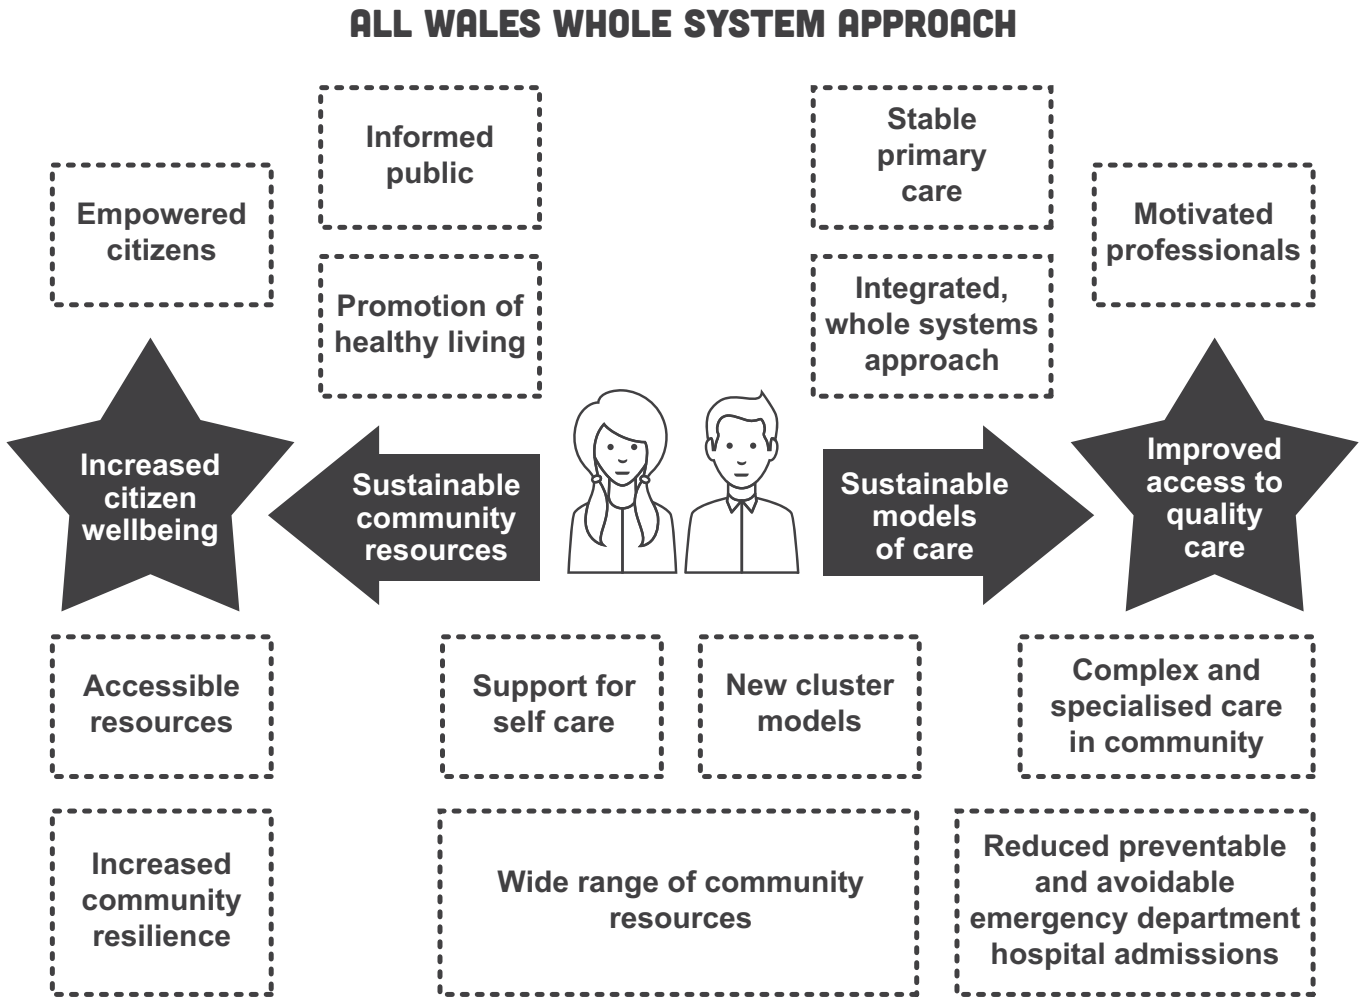 ALL WALES WHOLE SYSTEM APPROACH
Informed
public
Stable
primary
care
Empowered
citizens
Motivated
professionals
Promotion of
healthy living
Integrated,
whole systems
approach
Increased
citizen
wellbeing
Sustainable
community
resources
Sustainable
models
of care
Improved
access to
quality
care
Accessible
resources
Support for
self care
New cluster
models
Complex and
specialised care
in community
Increased
community
resilience
Wide range of community
resources
Reduced preventable
and avoidable
emergency department
hospital admissions